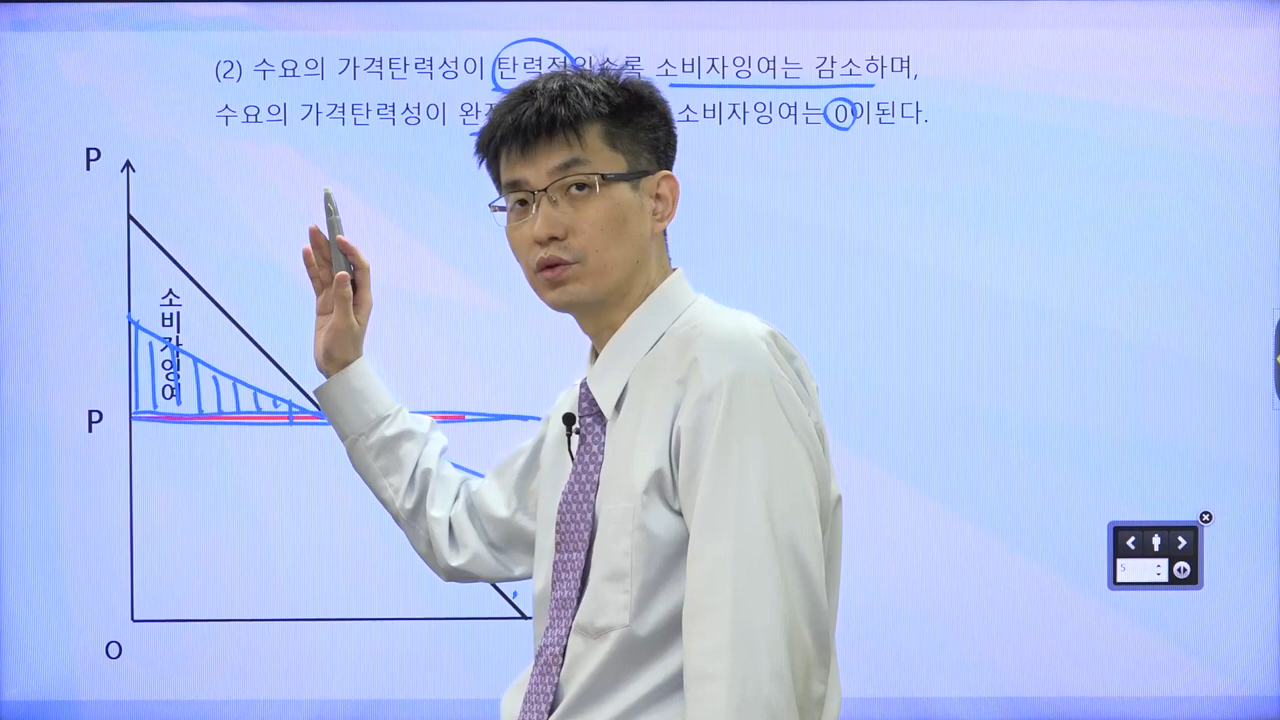 (2) 수요의 가격탄력성이 탄력적일수록 소비자잉여는 감소하며,
수요의 가격탄력성이 소비자잉여는 0이된다.
P
소비자잉여
P
O
5